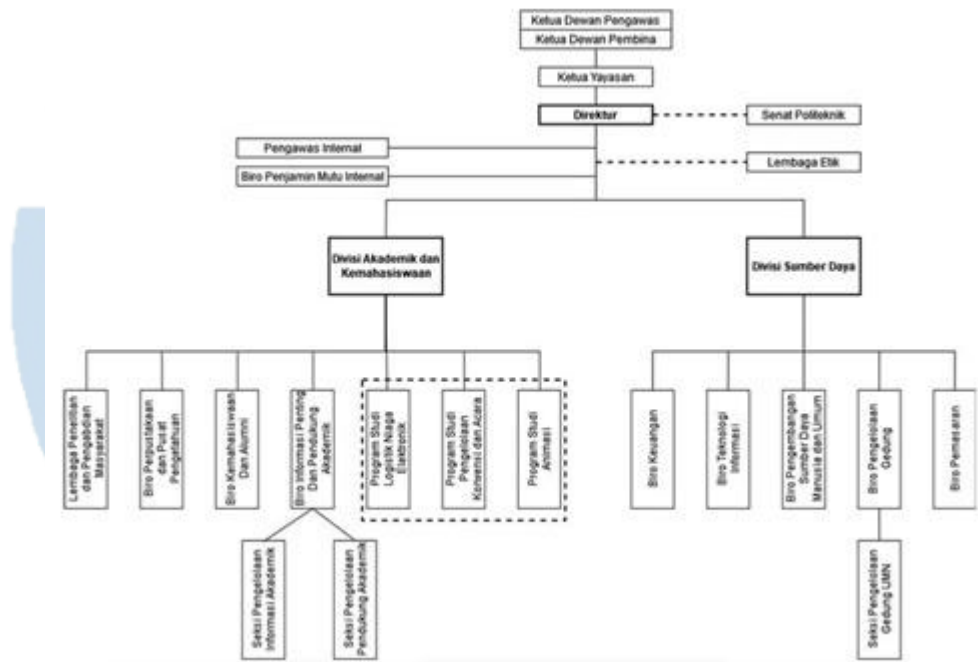 Ketua Dewan Pengawas
Ketua Dewan Pembina
Ketua Yayasan
Direktur
Senat Politeknik
Pengawas Internal
Lembaga Etik
Biro Penjamin Mutu Internal
Divisi Akademik dan
Kemahasiswaan
Divisi Sumber Daya
Lembaga Penelitian
dan Pengabdian
Masyarakat
Biro Perpustakaan
dan Pusat
Pengetahuan
Biro Kemahasiswaan
Dan Alumni
Biro Informasi Penting
Dan Pendukung
Akademik
Program Studi
Logistik Niaga
Elektronik
Program Studi
Pengelolaan
Konvensi dan Acara
Program Studi
Animasi
Biro Keuangan
Biro Teknologi
Informasi
Biro Pengembangan
Sumber Daya
Manusia dan Umum
Biro Pengelolaan
Gedung
Biro Pemasaran
Seksi Pengelolaan
Informasi Akademik
Seksi Pengelolaan
Pendukung Akademik
Seksi Pengelolaan
Gedung UMN